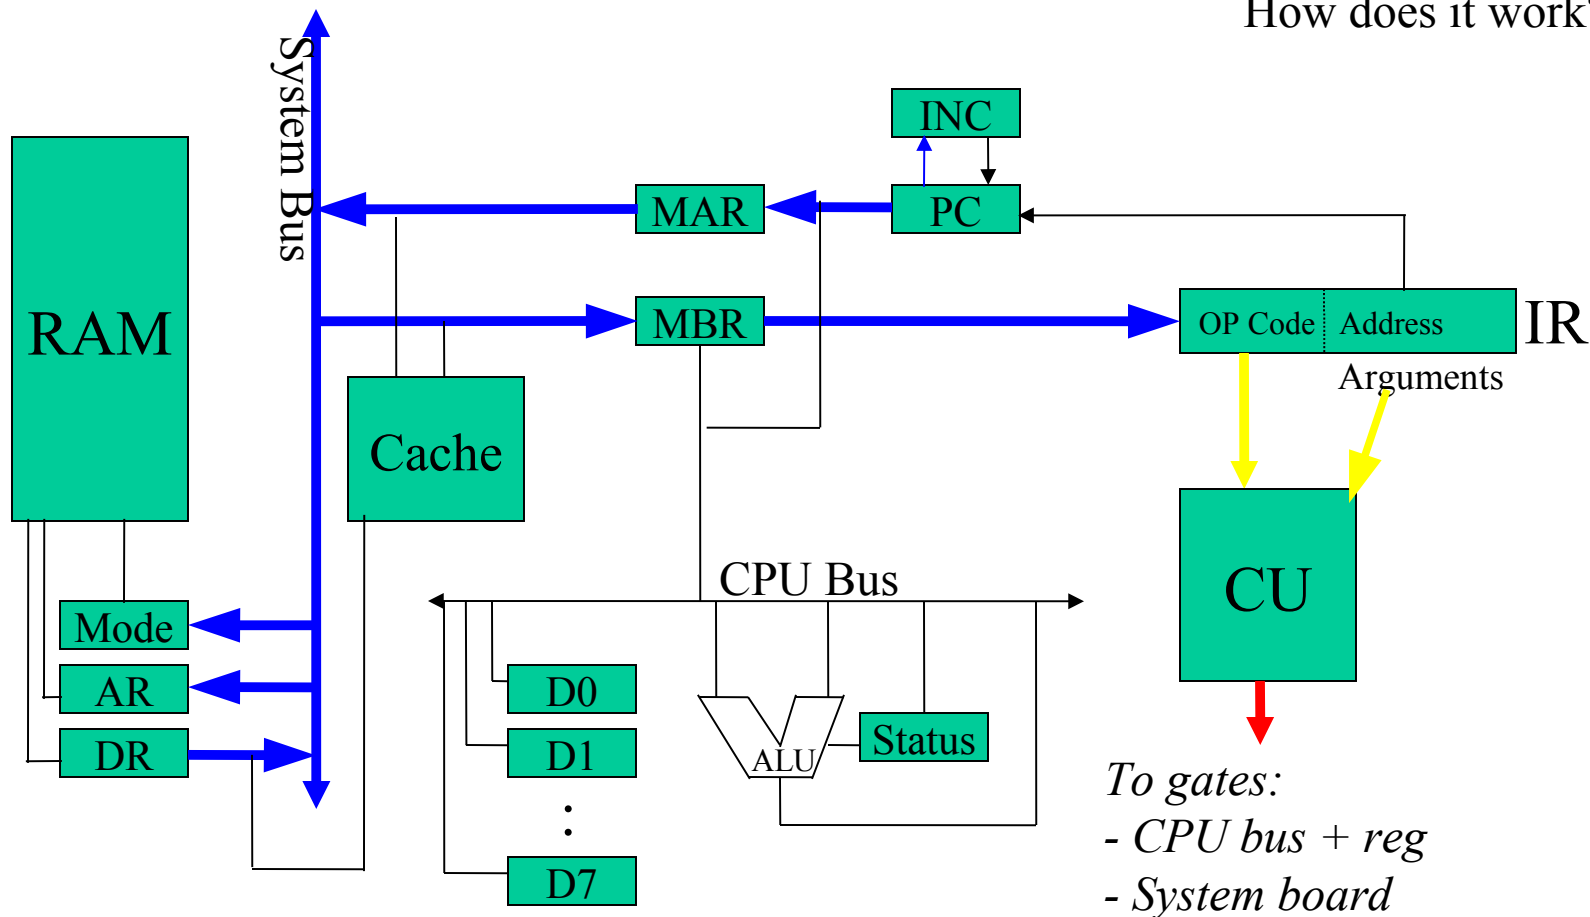 How does it work?
System Bus
INC
MAR
PC
RAM
MBR
OP Code
Address
IR
Arguments
Cache
CPU Bus
CU
Mode
AR
DR
D0
D1
:
D7
ALU
Status
To gates:
- CPU bus + reg
- System board